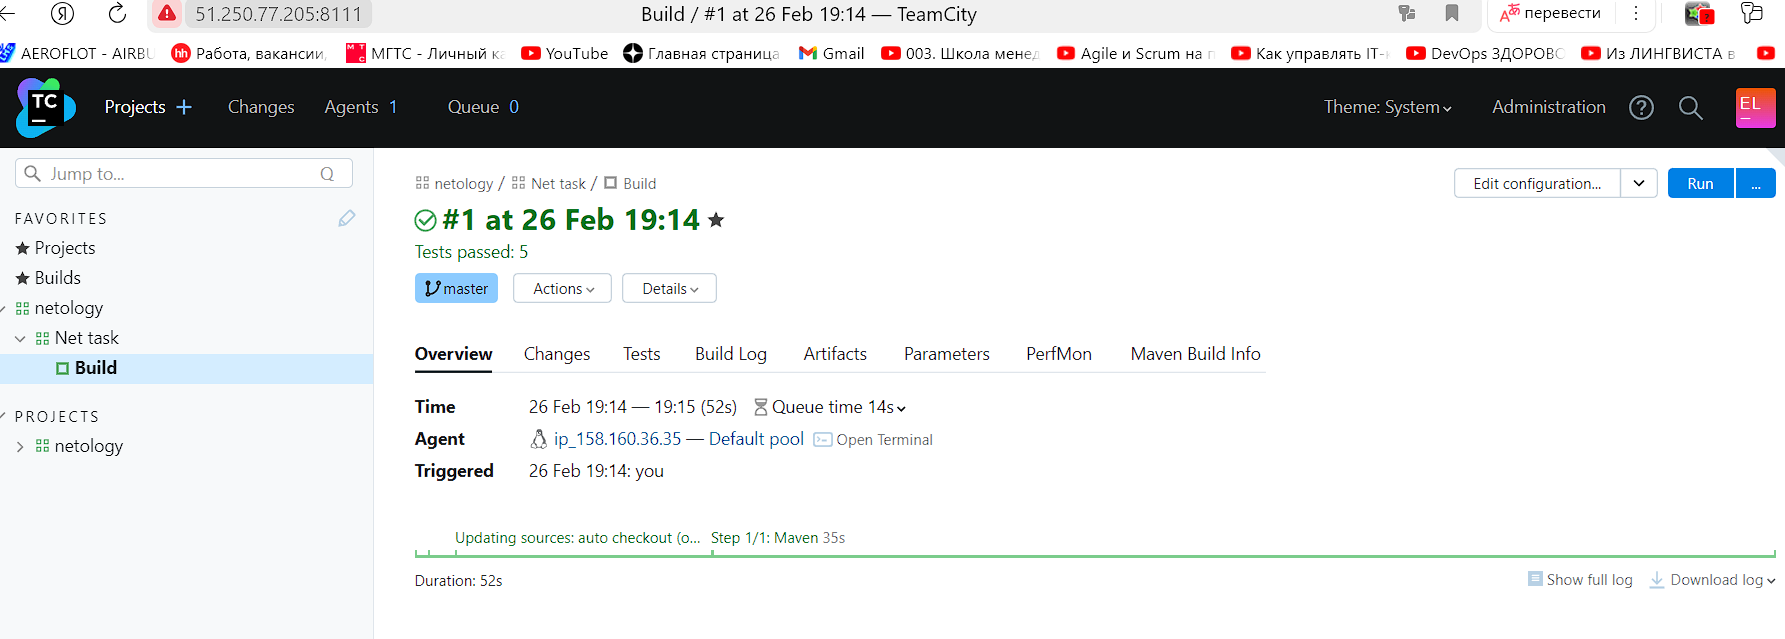 51.250.77.205:8111 Build / #1 at 26 Feb 19:14 — TeamCity перевести
AEROFLOT - AIRBU Работа, вакансии, МГТС - Личный ка YouTube Главная страница Gmail 003. Школа менед Agile и Scrum на п Как управлять IT-к DevOps ЗДОРОВО Из ЛИНГВИСТА в
TC Projects Changes Agents 1 Queue 0 Theme: System Administration EL
Jump to... Q
netology / Net task / Build Edit configuration... Run ...
FAVORITES
#1 at 26 Feb 19:14
Projects
Tests passed: 5
Builds
master Actions Details
netology
Net task
Build
Overview Changes Tests Build Log Artifacts Parameters PerfMon Maven Build Info
PROJECTS
netology
Time 26 Feb 19:14 — 19:15 (52s) Queue time 14s
Agent ip_158.160.36.35 — Default pool Open Terminal
Triggered 26 Feb 19:14: you
Updating sources: auto checkout (o... Step 1/1: Maven 35s
Duration: 52s Show full log Download log